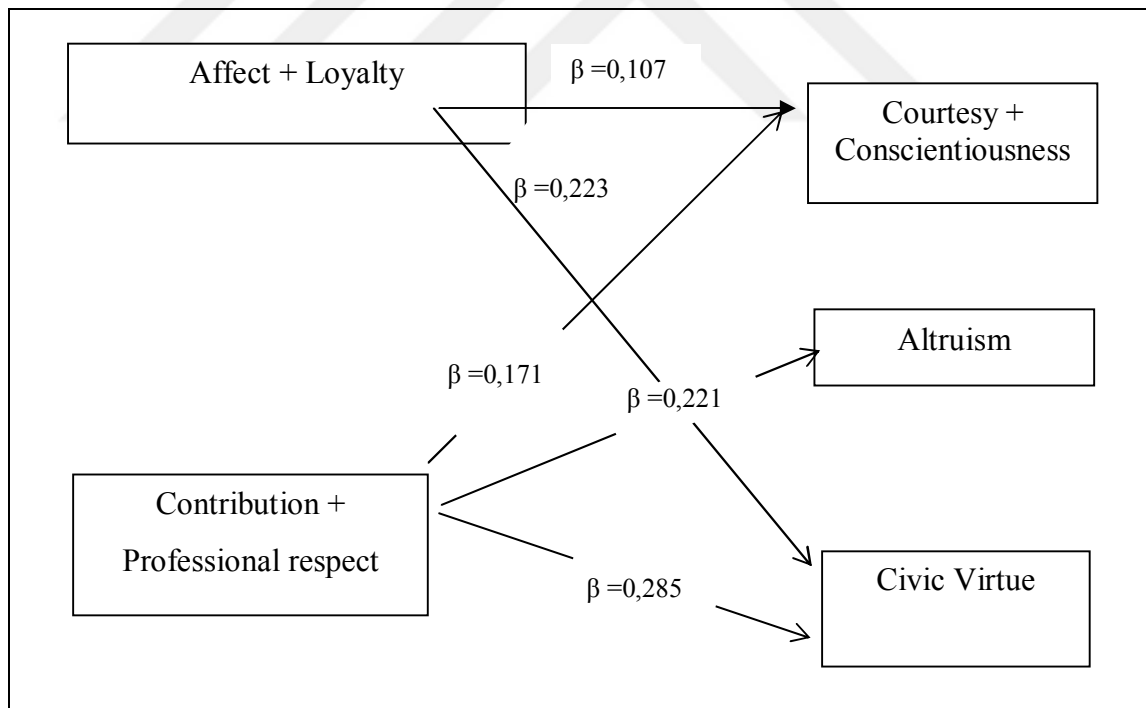 Affect + Loyalty
β =0,107
Courtesy +
Conscientiousness
β =0,223
Altruism
β =0,171
β =0,221
Contribution +
Professional respect
β =0,285
Civic Virtue